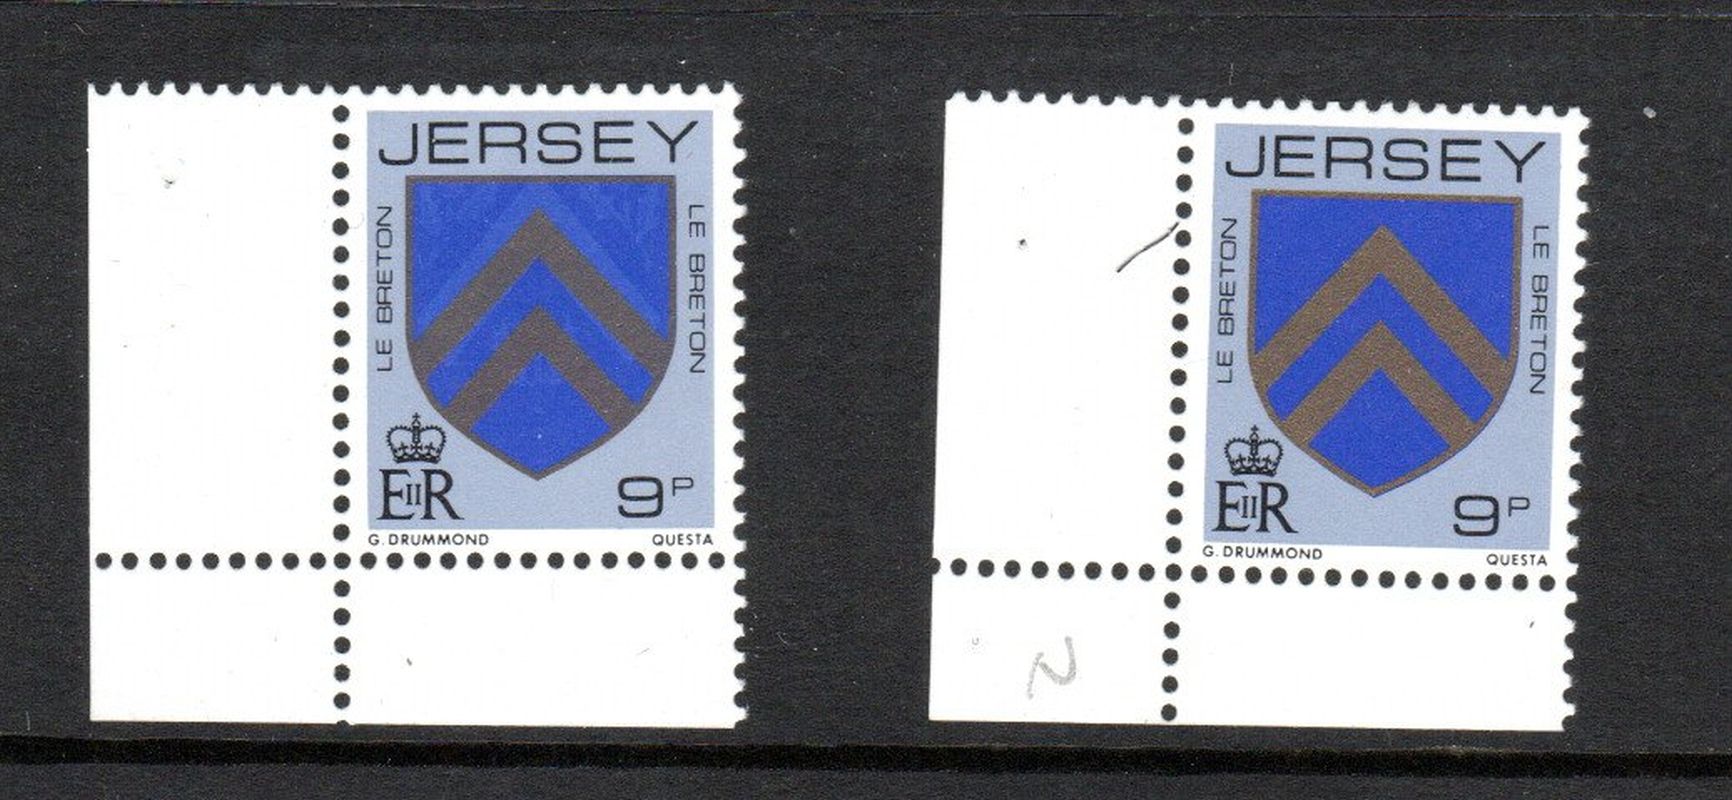 JERSEY
LE BRETON
LE BRETON
EIIR
9P
G. DRUMMOND QUESTA
JERSEY
LE BRETON
LE BRETON
EIIR
9P
G. DRUMMOND QUESTA
N